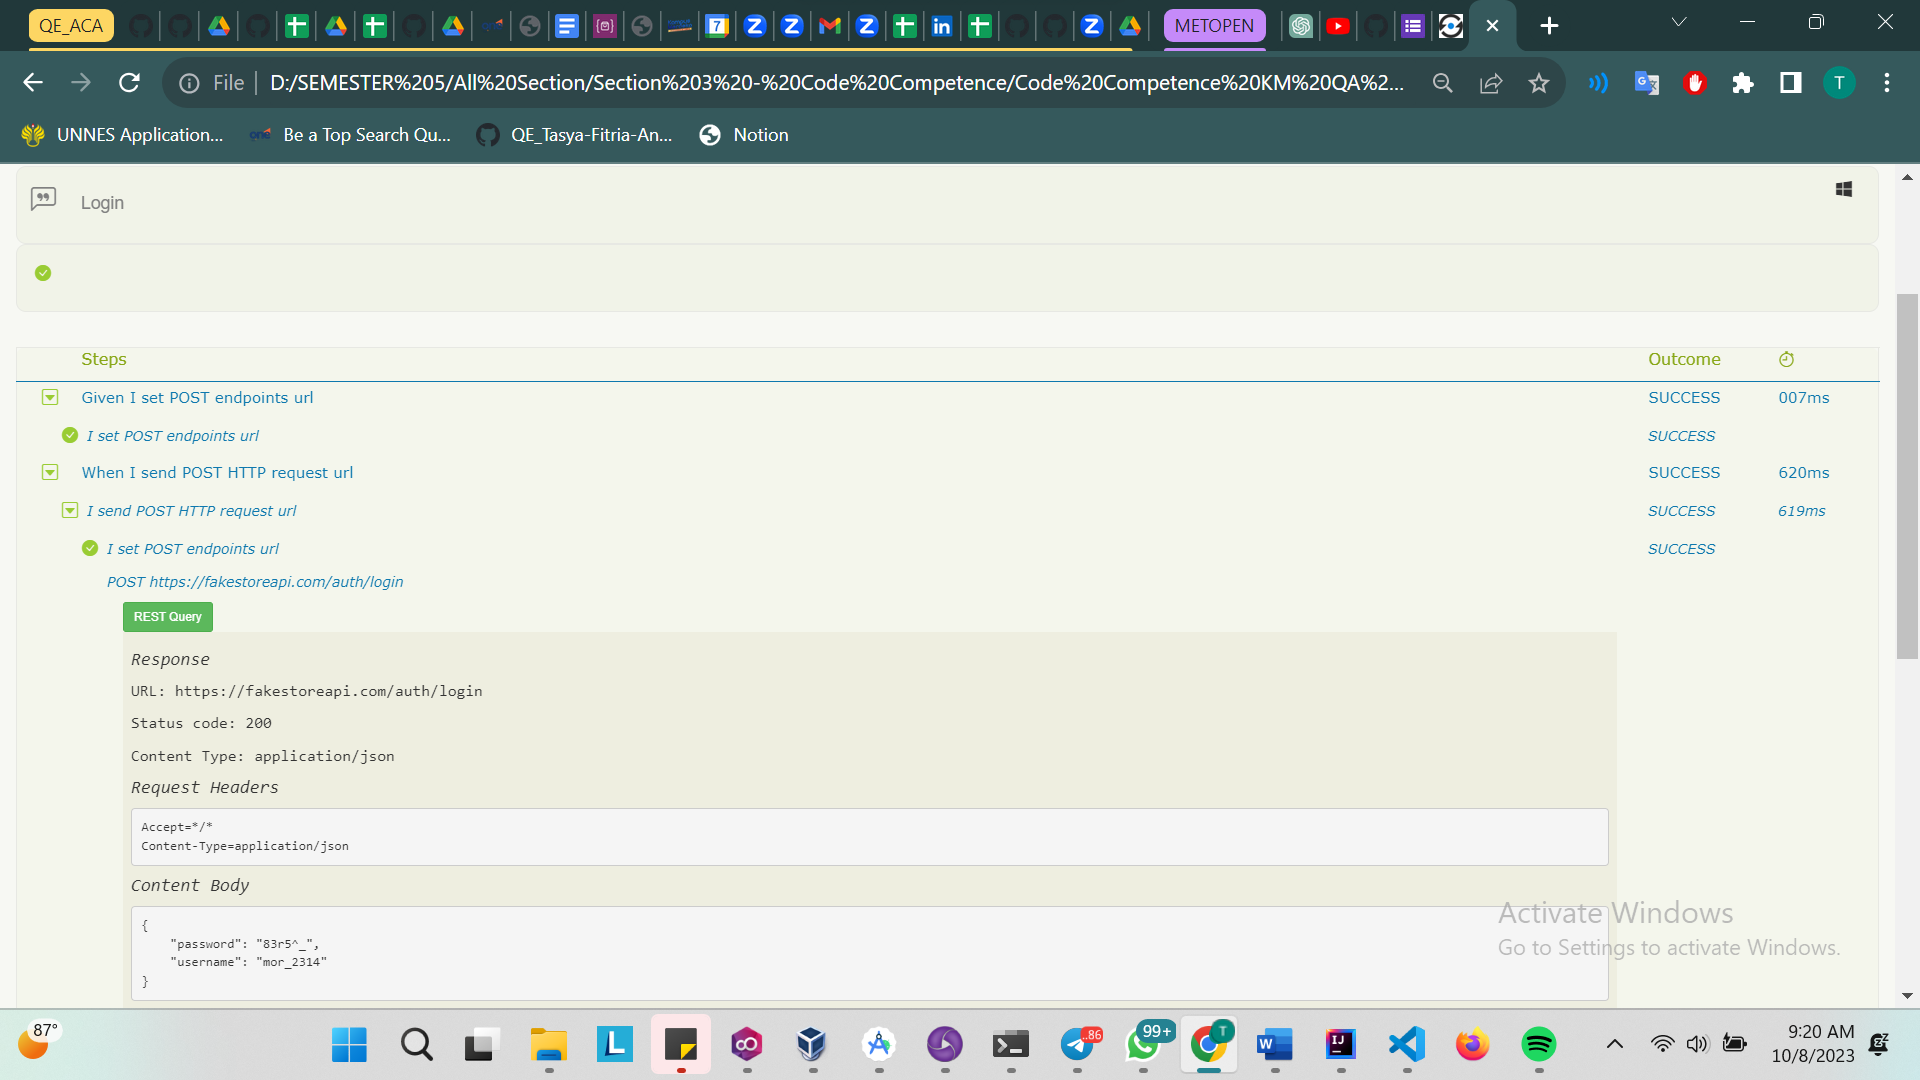 QE_ACA
METOPEN
File
D:/SEMESTER%205/All%20Section/Section%203%20-%20Code%20Competence/Code%20Competence%20KM%20QA%2...
T
UNNES Application...
Be a Top Search Qu...
QE_Tasya-Fitria-An...
Notion
Login
Steps Outcome
Given I set POST endpoints url SUCCESS 007ms
I set POST endpoints url SUCCESS
When I send POST HTTP request url SUCCESS 620ms
I send POST HTTP request url SUCCESS 619ms
I set POST endpoints url SUCCESS
POST https://fakestoreapi.com/auth/login
REST Query
Response
URL: https://fakestoreapi.com/auth/login
Status code: 200
Content Type: application/json
Request Headers
Accept=*/*
Content-Type=application/json
Content Body
{
"password": "83r5^_",
"username": "mor_2314"
}
Activate Windows
Go to Settings to activate Windows.
87°
86
99+
T
9:20 AM
10/8/2023